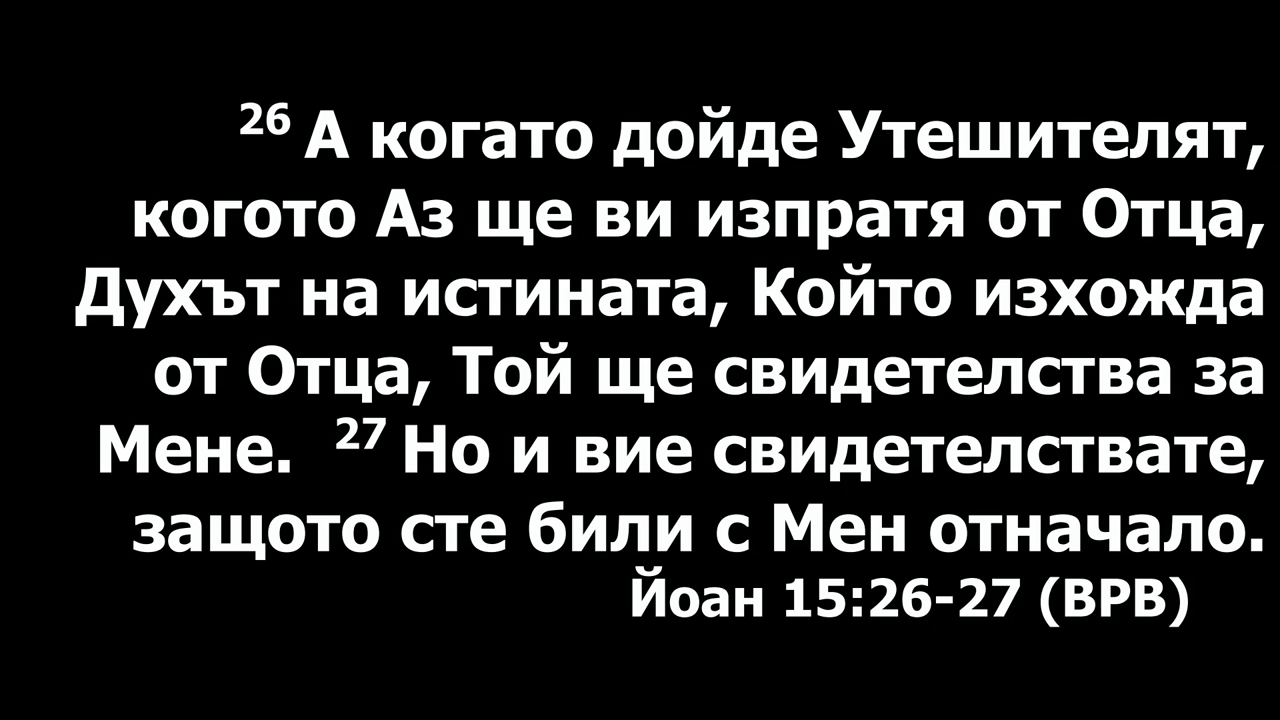 26 А когато дойде Утешителят,
когото Аз ще ви изпратя от Отца,
Духът на истината, Който изхожда
от Отца, Той ще свидетелства за
Мене. 27 Но и вие свидетелствате,
защото сте били с Мен отначало.
Йоан 15:26-27 (ВРВ)